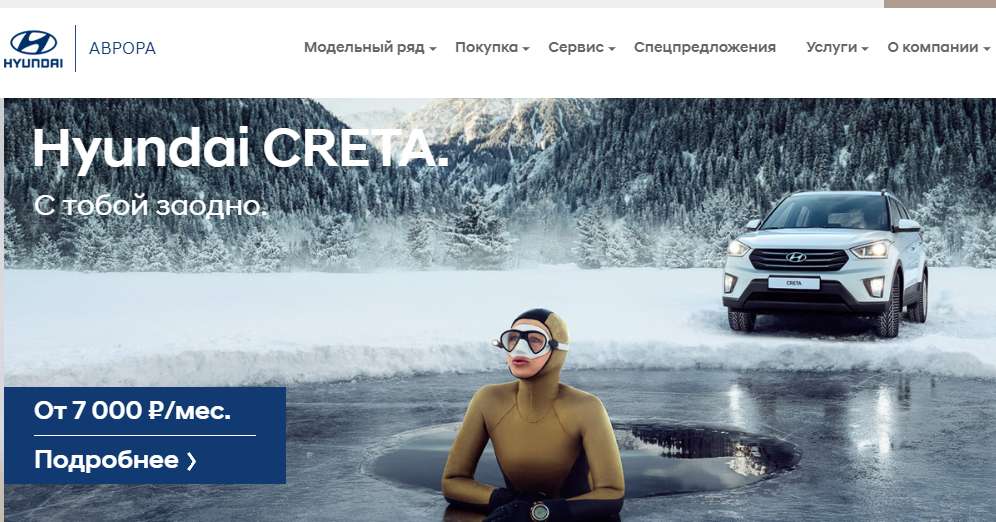 HYUNDAI
АВРОРА
Модельный ряд
Покупка
Сервис
Спецпредложения
Услуги
О компании
Hyundai CRETA.
С тобой заодно.
CRETA
От 7 000 ₽/мес.
Подробнее ❯